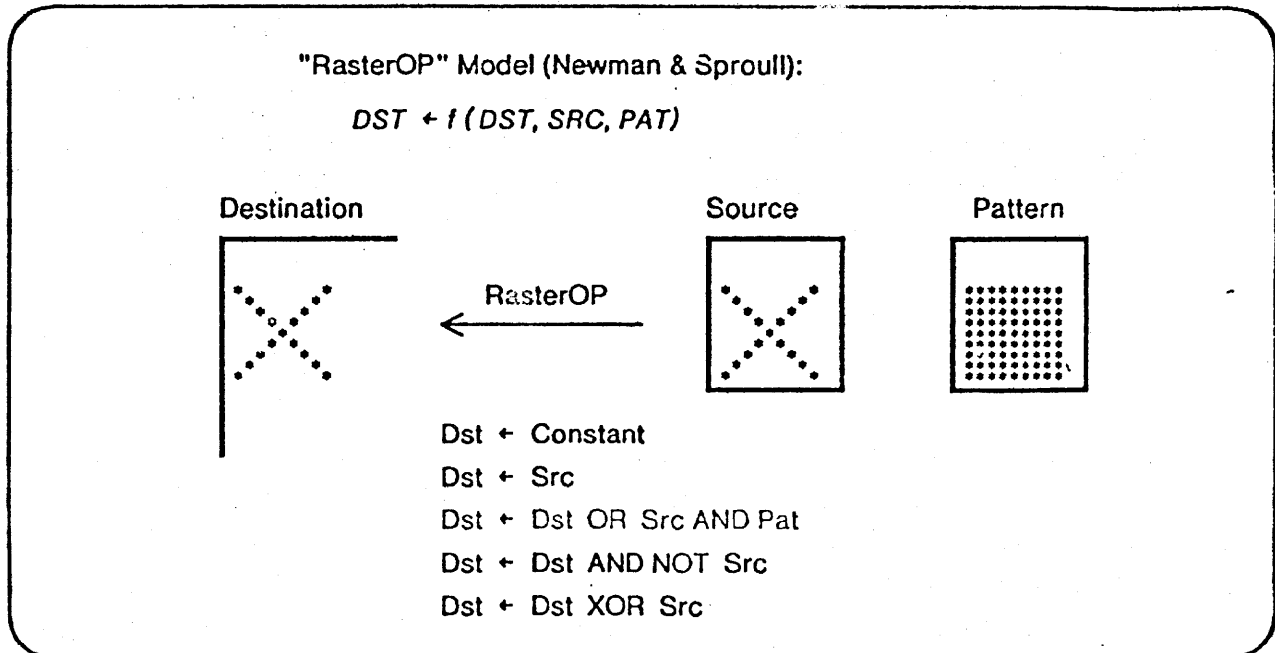 "RasterOP" Model (Newman & Sproull):
DST ← f ( DST, SRC, PAT)
Destination
Source
Pattern
RasterOP
Dst ← Constant
Dst ← Src
Dst ← Dst OR Src AND Pat
Dst ← Dst AND NOT Src
Dst ← Dst XOR Src